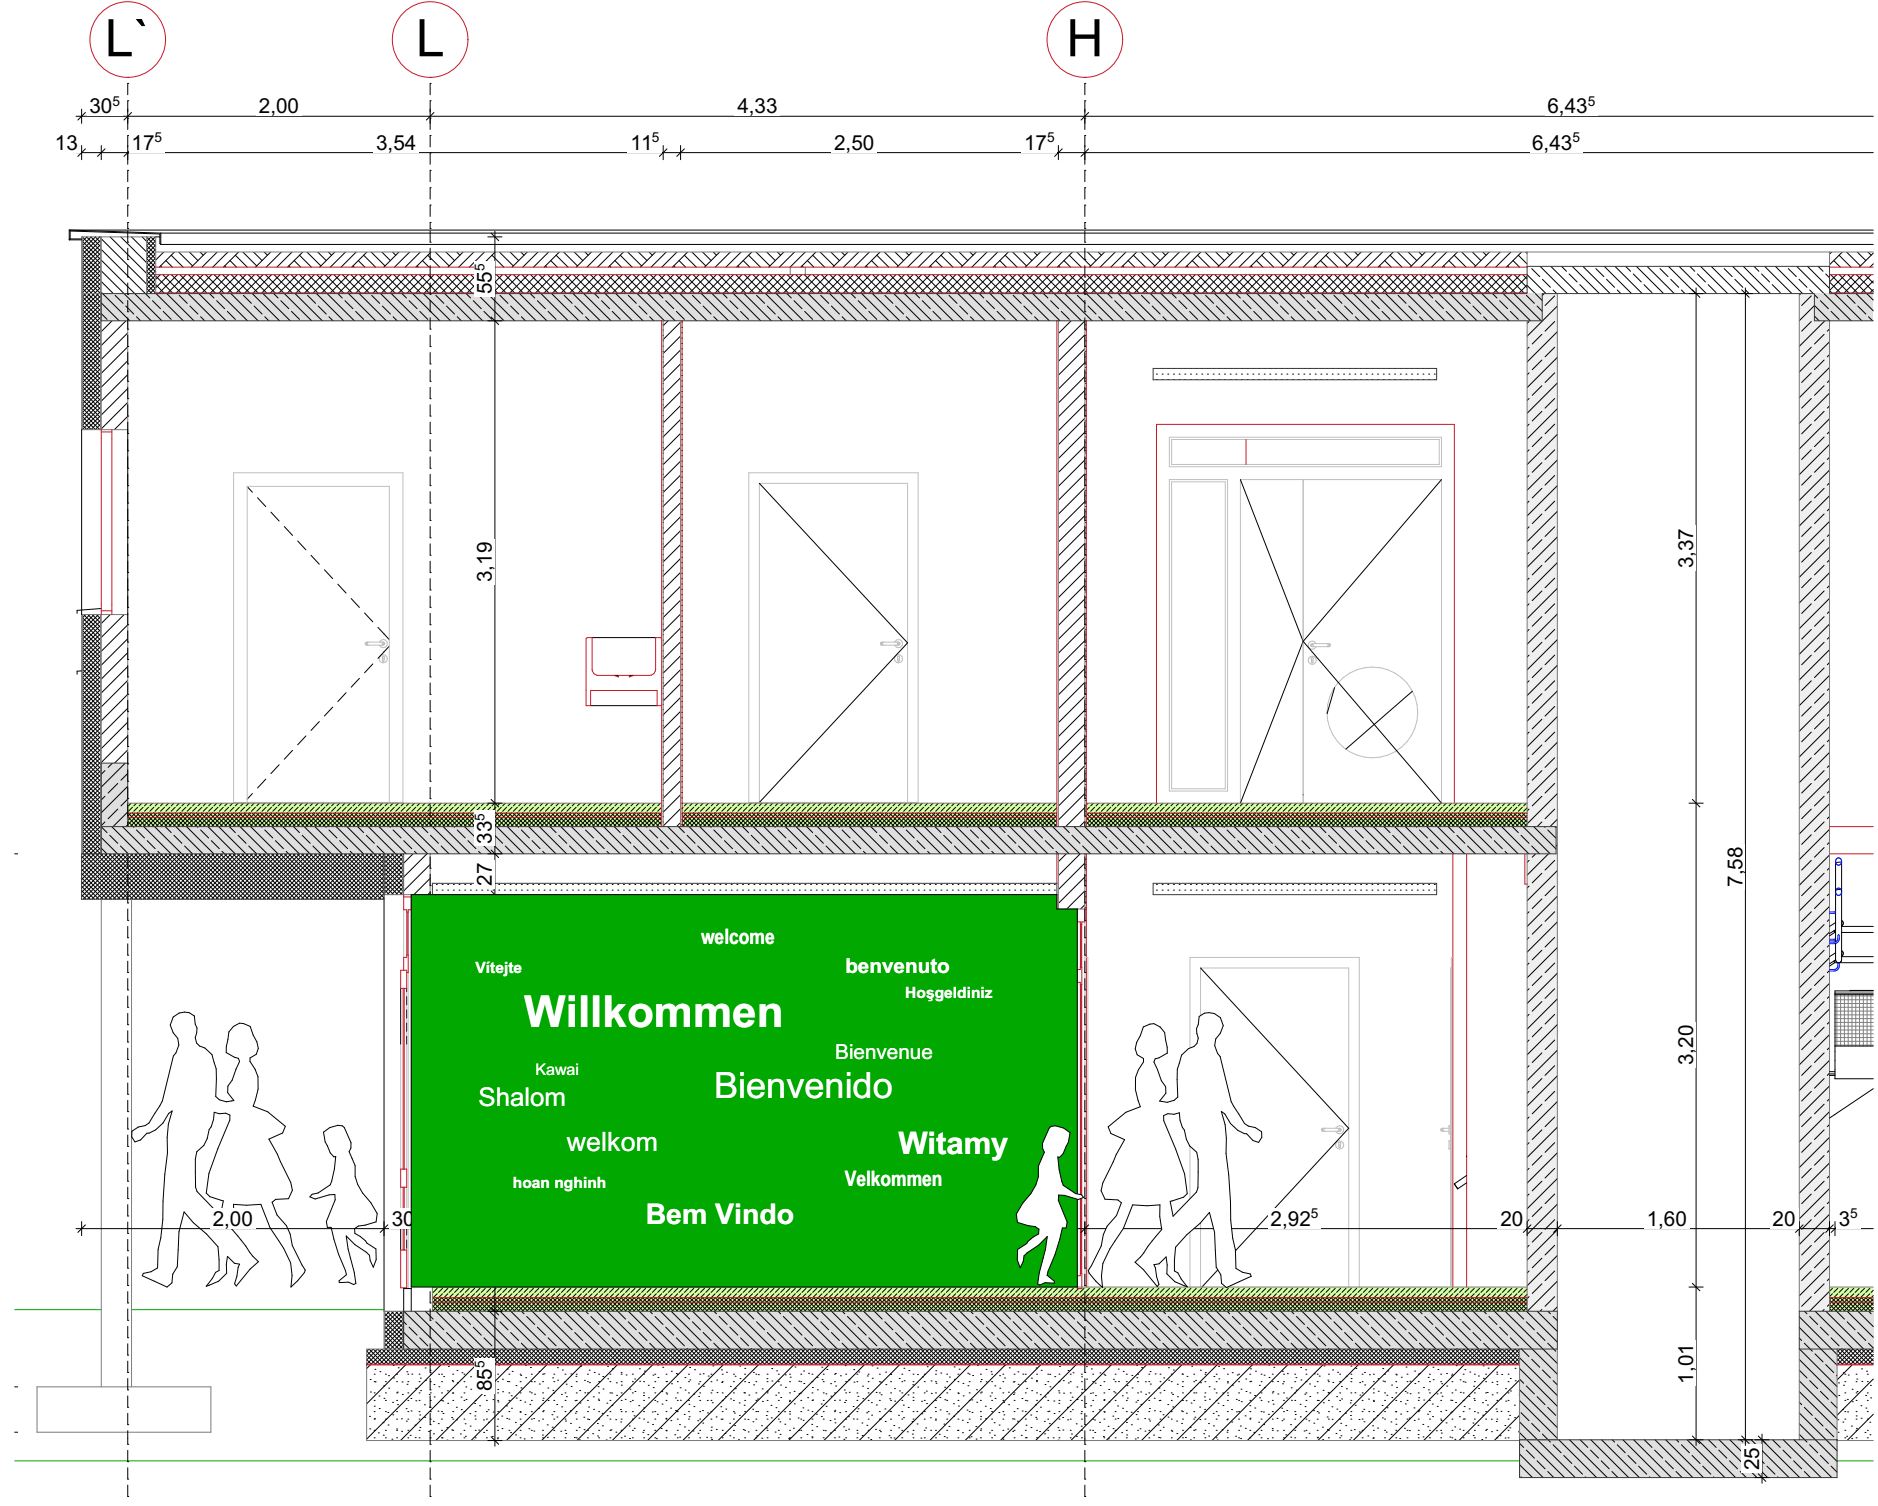 L` L H
30⁵ 2,00 4,33 6,43⁵
13 17⁵ 3,54 11⁵ 2,50 17⁵ 6,43⁵
55⁵
3,19
3,37
33⁵
27
7,58
welcome
Vítejte
benvenuto
Hoşgeldiniz
Willkommen
Bienvenue
Kawai
Bienvenido
Shalom
3,20
welkom
Witamy
hoan nghinh
Velkommen
Bem Vindo
2,00 30 2,92⁵ 20 1,60 20 3⁵
85⁵
1,01
25